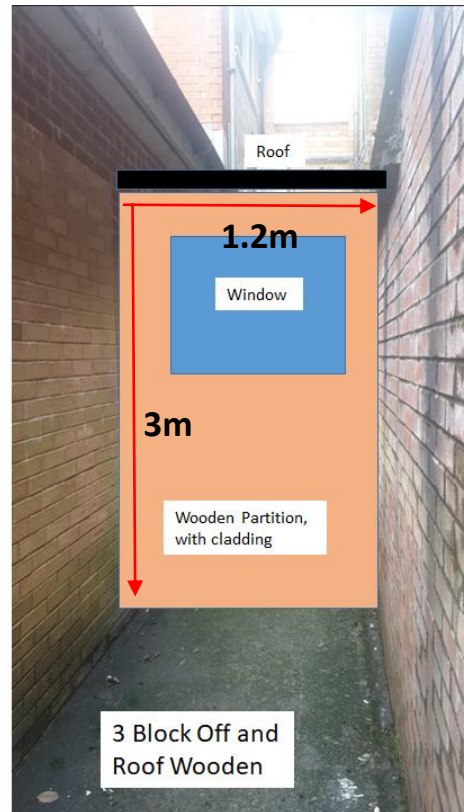 Roof
1.2m
Window
3m
Wooden Partition,
with cladding
3 Block Off and
Roof Wooden